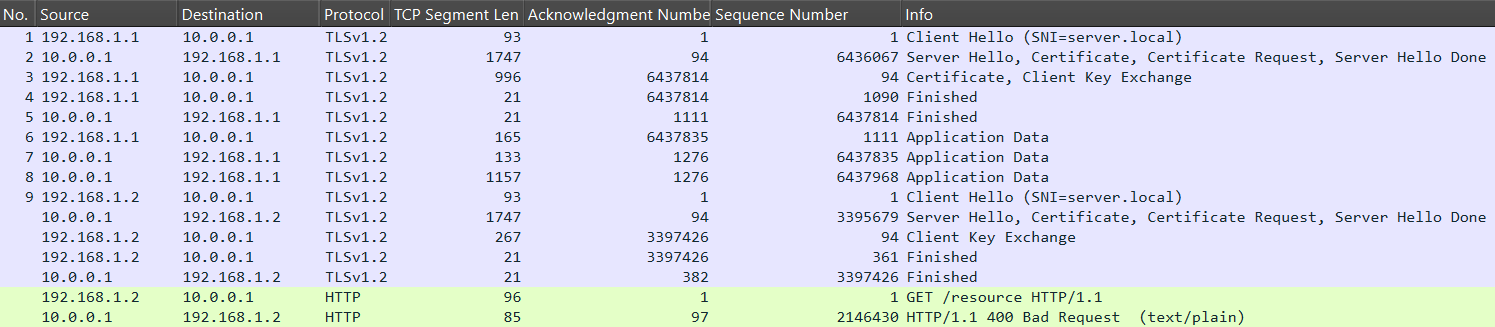 No. Source Destination Protocol TCP Segment Len Acknowledgment Numbe Sequence Number Info
1 192.168.1.1 10.0.0.1 TLSv1.2 93 1 1 Client Hello (SNI=server.local)
2 10.0.0.1 192.168.1.1 TLSv1.2 1747 94 6436067 Server Hello, Certificate, Certificate Request, Server Hello Done
3 192.168.1.1 10.0.0.1 TLSv1.2 996 6437814 94 Certificate, Client Key Exchange
4 192.168.1.1 10.0.0.1 TLSv1.2 21 6437814 1090 Finished
5 10.0.0.1 192.168.1.1 TLSv1.2 21 1111 6437814 Finished
6 192.168.1.1 10.0.0.1 TLSv1.2 165 6437835 1111 Application Data
7 10.0.0.1 192.168.1.1 TLSv1.2 133 1276 6437835 Application Data
8 10.0.0.1 192.168.1.1 TLSv1.2 1157 1276 6437968 Application Data
9 192.168.1.2 10.0.0.1 TLSv1.2 93 1 1 Client Hello (SNI=server.local)
10.0.0.1 192.168.1.2 TLSv1.2 1747 94 3395679 Server Hello, Certificate, Certificate Request, Server Hello Done
192.168.1.2 10.0.0.1 TLSv1.2 267 3397426 94 Client Key Exchange
192.168.1.2 10.0.0.1 TLSv1.2 21 3397426 361 Finished
10.0.0.1 192.168.1.2 TLSv1.2 21 382 3397426 Finished
192.168.1.2 10.0.0.1 HTTP 96 1 1 GET /resource HTTP/1.1
10.0.0.1 192.168.1.2 HTTP 85 97 2146430 HTTP/1.1 400 Bad Request (text/plain)